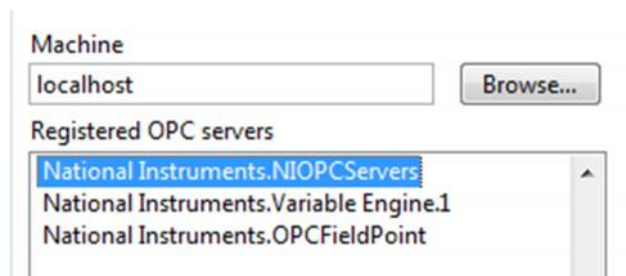 Machine
localhost
Browse...
Registered OPC servers
National Instruments.NIOPCServers
National Instruments.Variable Engine.1
National Instruments.OPCFieldPoint